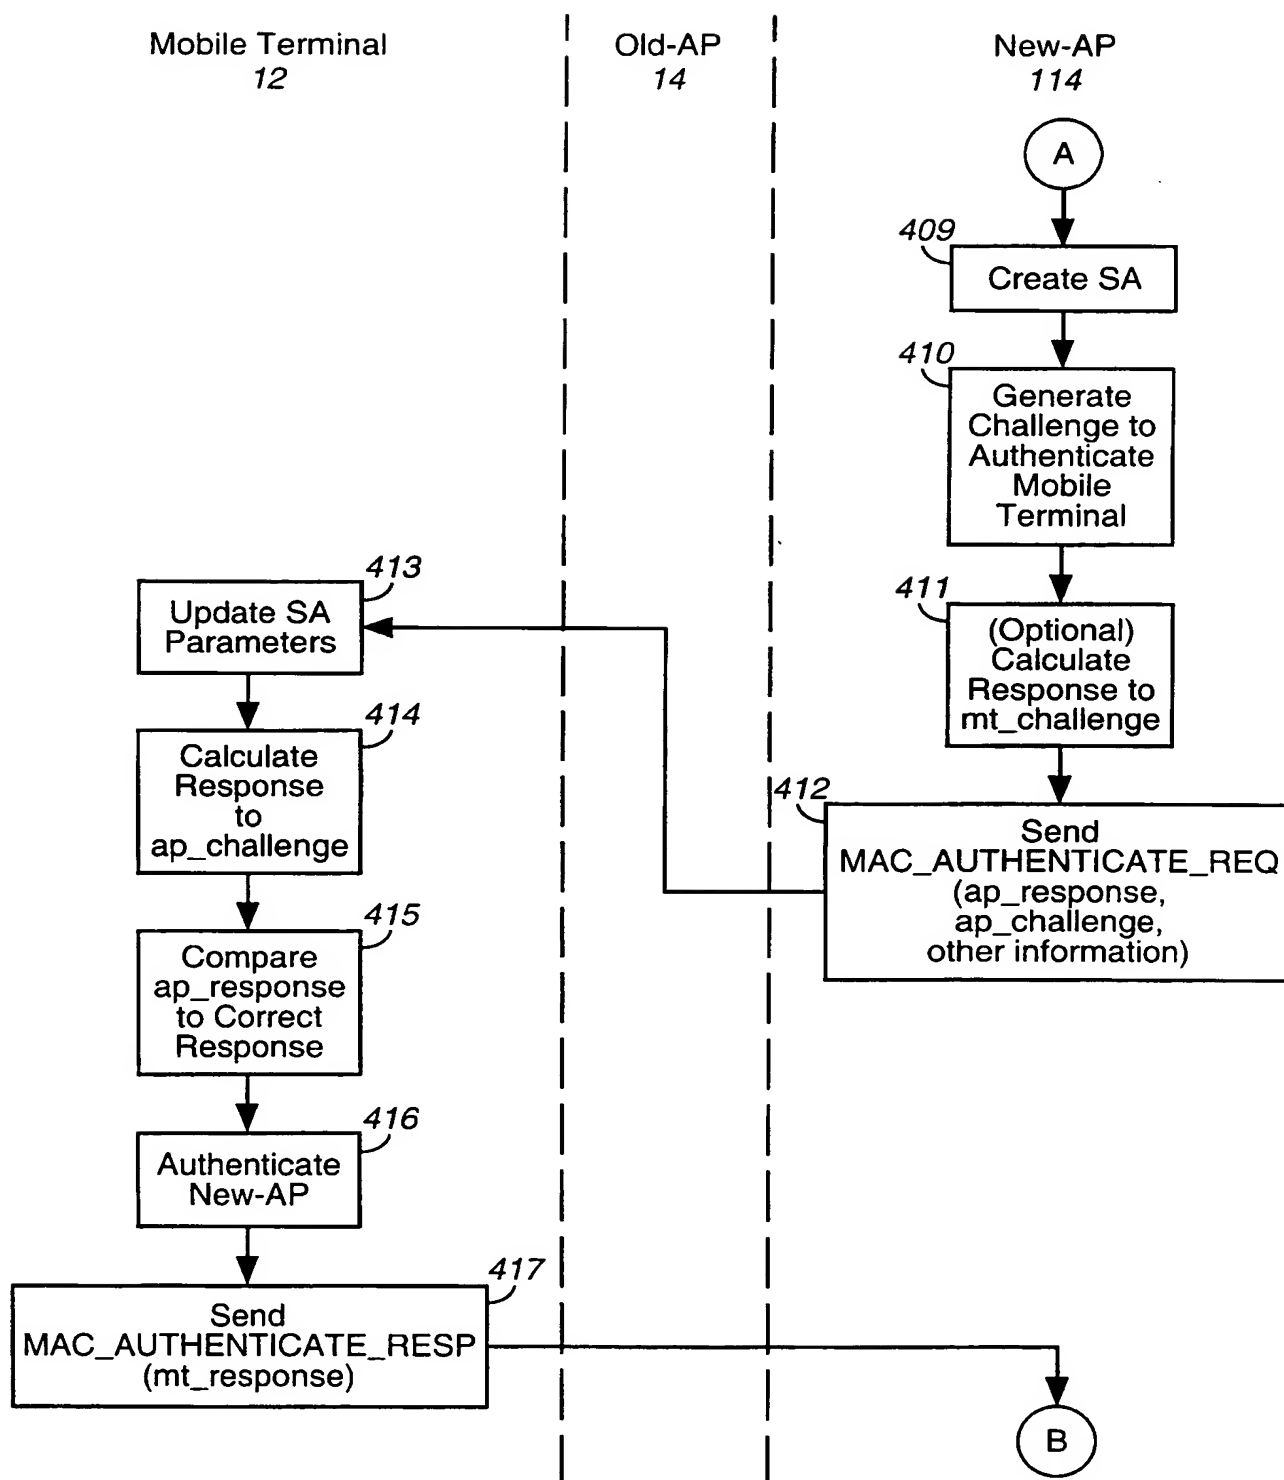 Mobile Terminal
12
Old-AP
14
New-AP
114
A
409
Create SA
410
Generate
Challenge to
Authenticate
Mobile
Terminal
411
(Optional)
Calculate
Response to
mt_challenge
412
Send
MAC_AUTHENTICATE_REQ
(ap_response,
ap_challenge,
other information)
413
Update SA
Parameters
414
Calculate
Response
to
ap_challenge
415
Compare
ap_response
to Correct
Response
416
Authenticate
New-AP
417
Send
MAC_AUTHENTICATE_RESP
(mt_response)
B